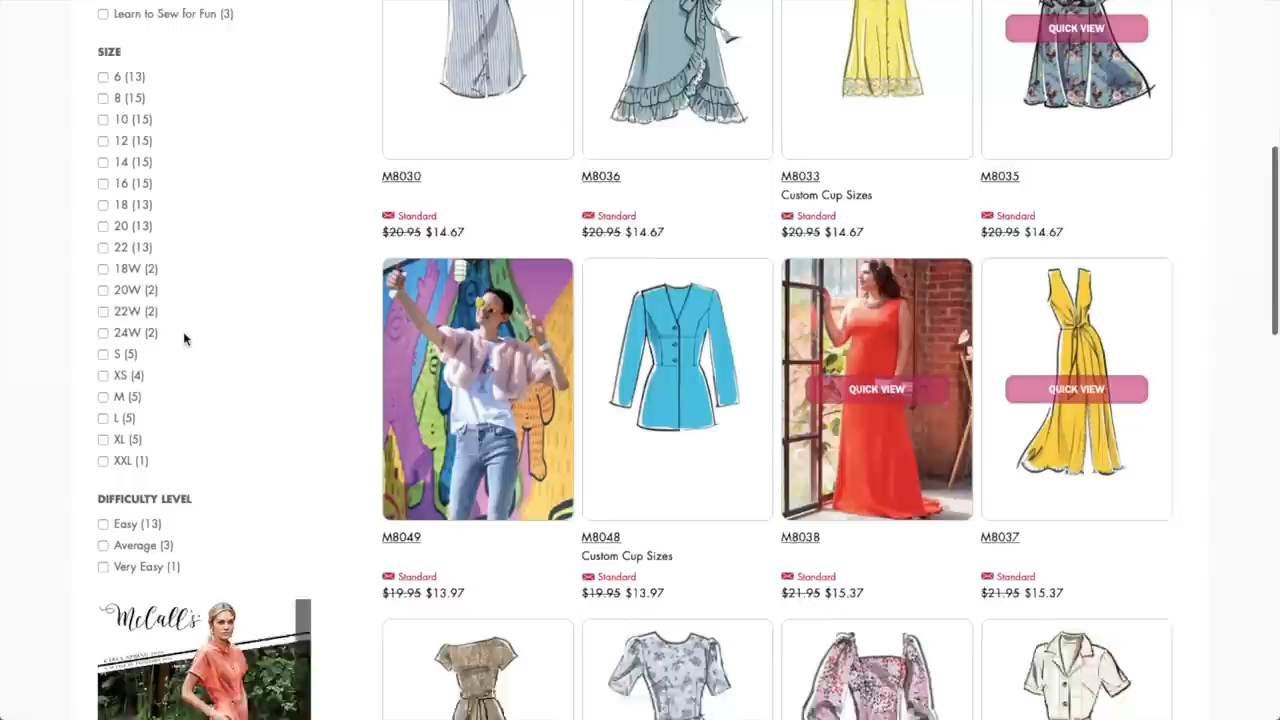 Learn to Sew for Fun (3)
SIZE
6 (13)
8 (15)
10 (15)
12 (15)
14 (15)
16 (15)
18 (13)
20 (13)
22 (13)
18W (2)
20W (2)
22W (2)
24W (2)
S (5)
XS (4)
M (5)
L (5)
XL (5)
XXL (1)
DIFFICULTY LEVEL
Easy (13)
Average (3)
Very Easy (1)
McCall's
QUICK VIEW
M8030
Standard
$20.95 $14.67
M8036
Standard
$20.95 $14.67
M8033
Custom Cup Sizes
Standard
$20.95 $14.67
M8035
Standard
$20.95 $14.67
QUICK VIEW
QUICK VIEW
M8049
Standard
$19.95 $13.97
M8048
Custom Cup Sizes
Standard
$19.95 $13.97
M8038
Standard
$21.95 $15.37
M8037
Standard
$21.95 $15.37